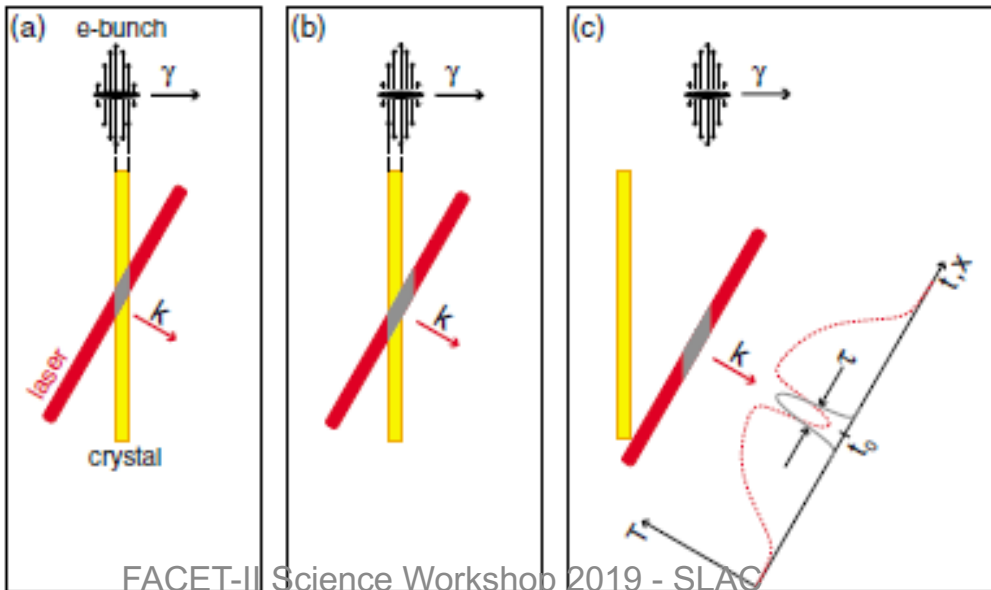 (a) e-bunch
γ
k
laser
crystal
(b)
γ
k
(c)
γ
k
t,x
τ
t₀
T
FACET-II Science Workshop 2019 - SLAC